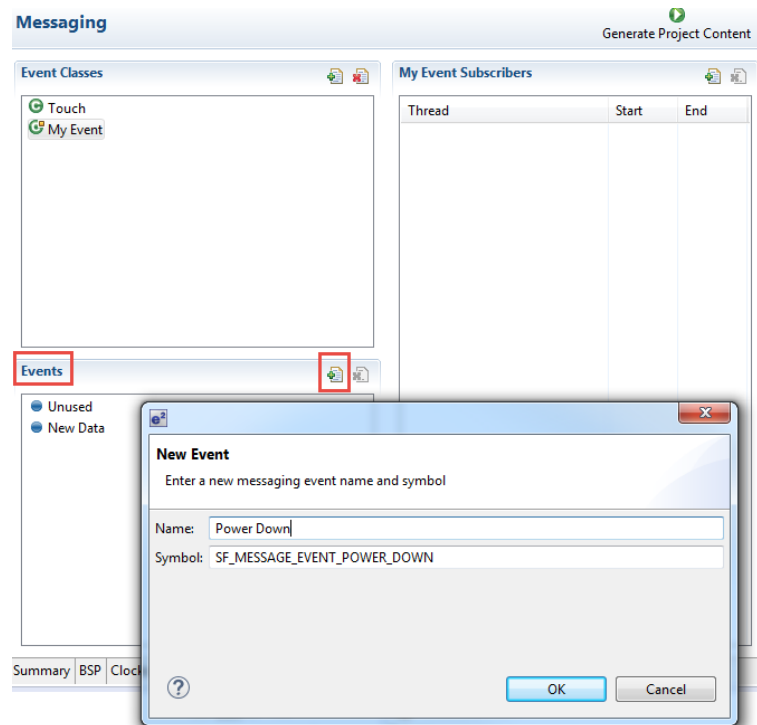 Messaging
Generate Project Content
Event Classes
My Event Subscribers
Touch
My Event
Thread Start End
Events
Unused
New Data
e²
New Event
Enter a new messaging event name and symbol
Name: Power Down
Symbol: SF_MESSAGE_EVENT_POWER_DOWN
Summary BSP
? OK Cancel